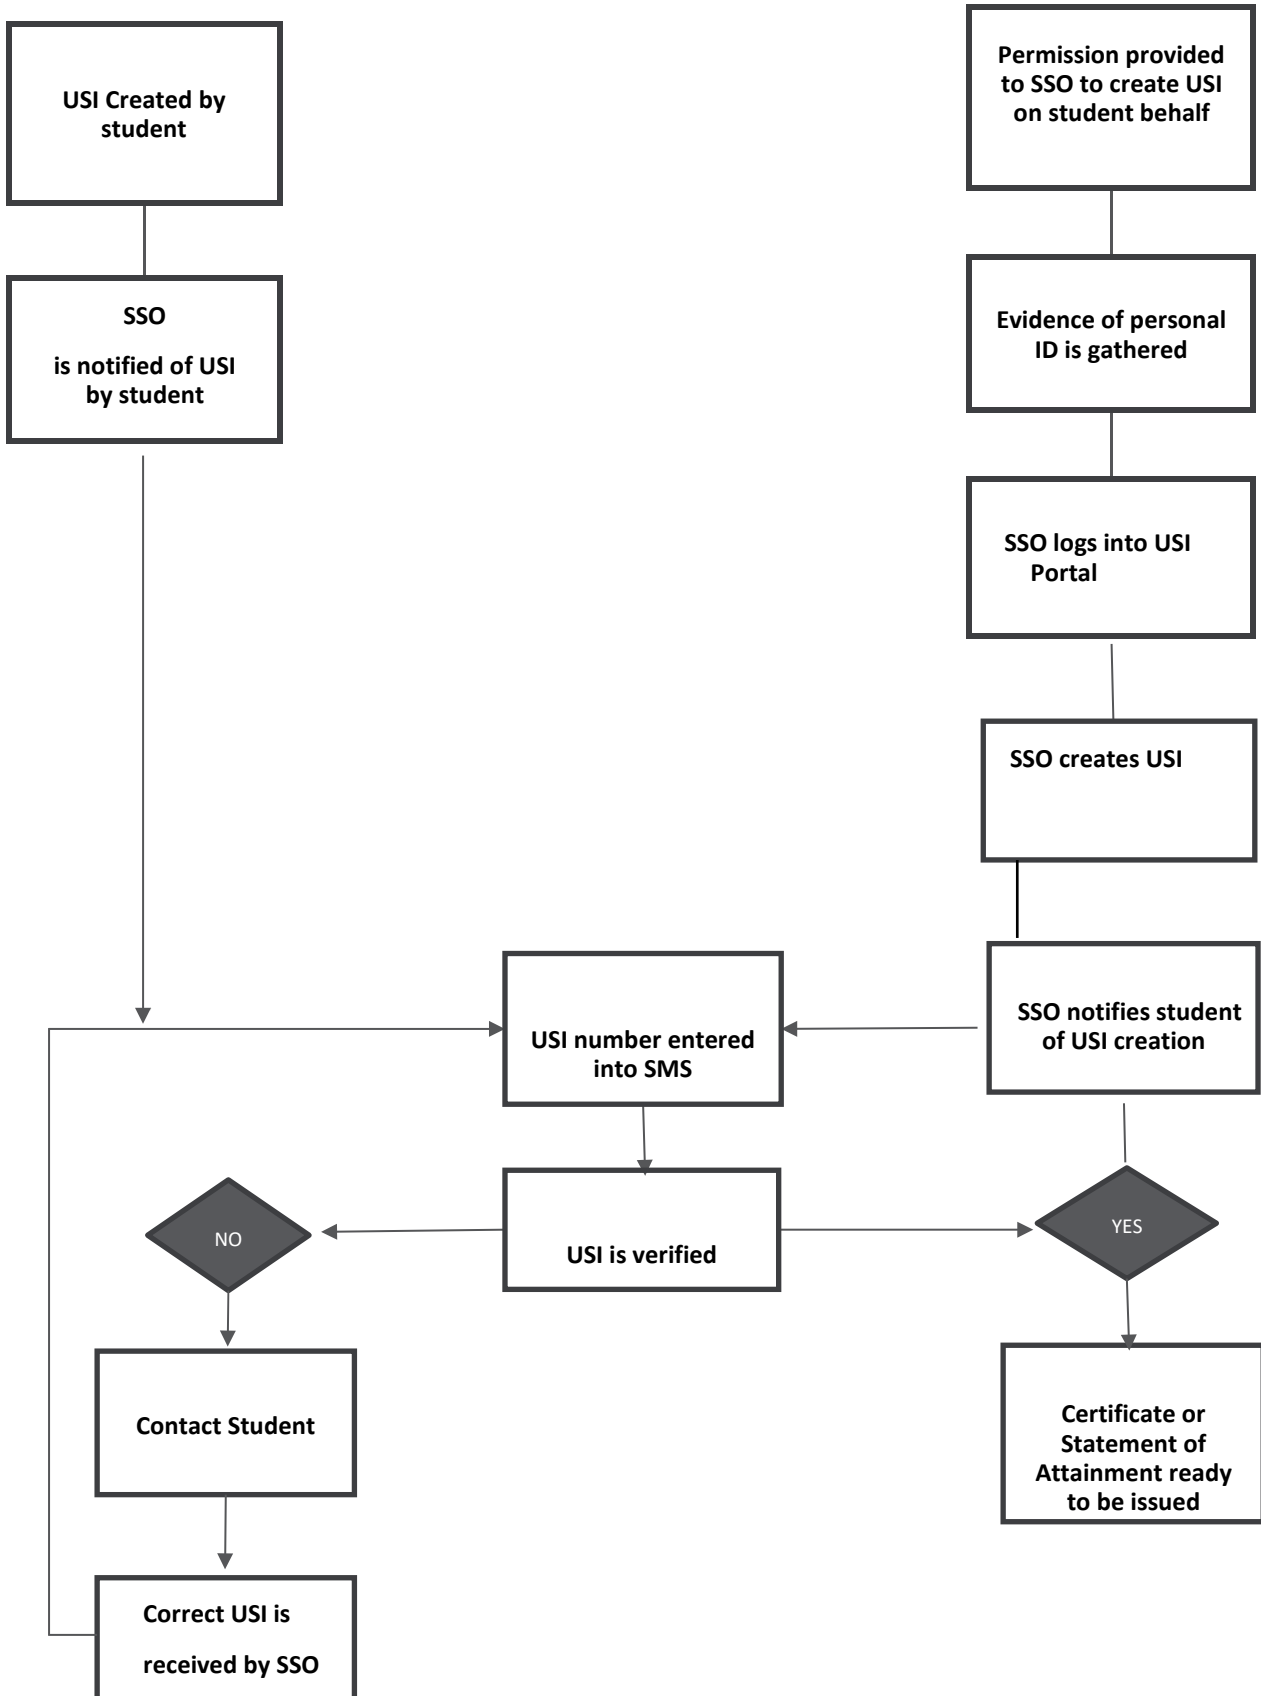 USI Created by
student
Permission provided
to SSO to create USI
on student behalf
SSO
is notified of USI
by student
Evidence of personal
ID is gathered
SSO logs into USI
Portal
SSO creates USI
USI number entered
into SMS
SSO notifies student
of USI creation
NO
USI is verified
YES
Contact Student
Certificate or
Statement of
Attainment ready
to be issued
Correct USI is
received by SSO